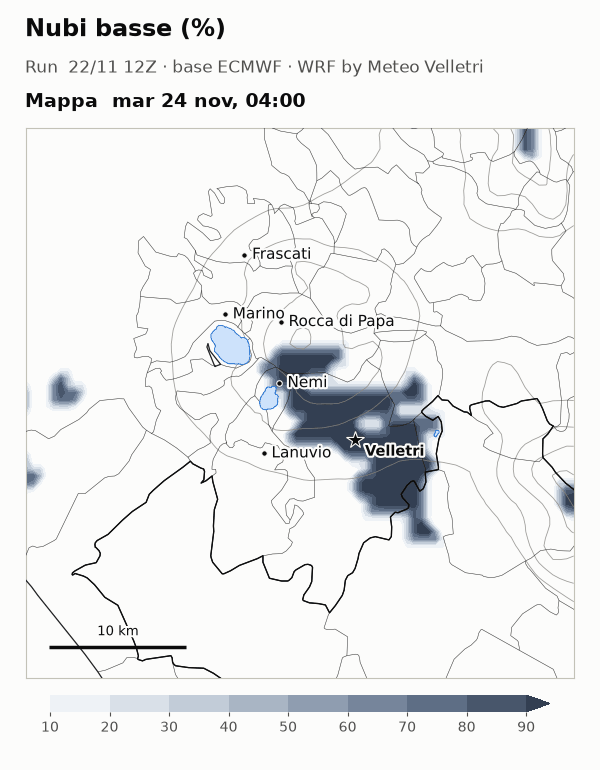 Nubi basse (%)
Run 22/11 12Z · base ECMWF · WRF by Meteo Velletri
Mappa mar 24 nov, 04:00
Frascati
Marino
Rocca di Papa
Nemi
Lanuvio
Velletri
10 km
10 20 30 40 50 60 70 80 90